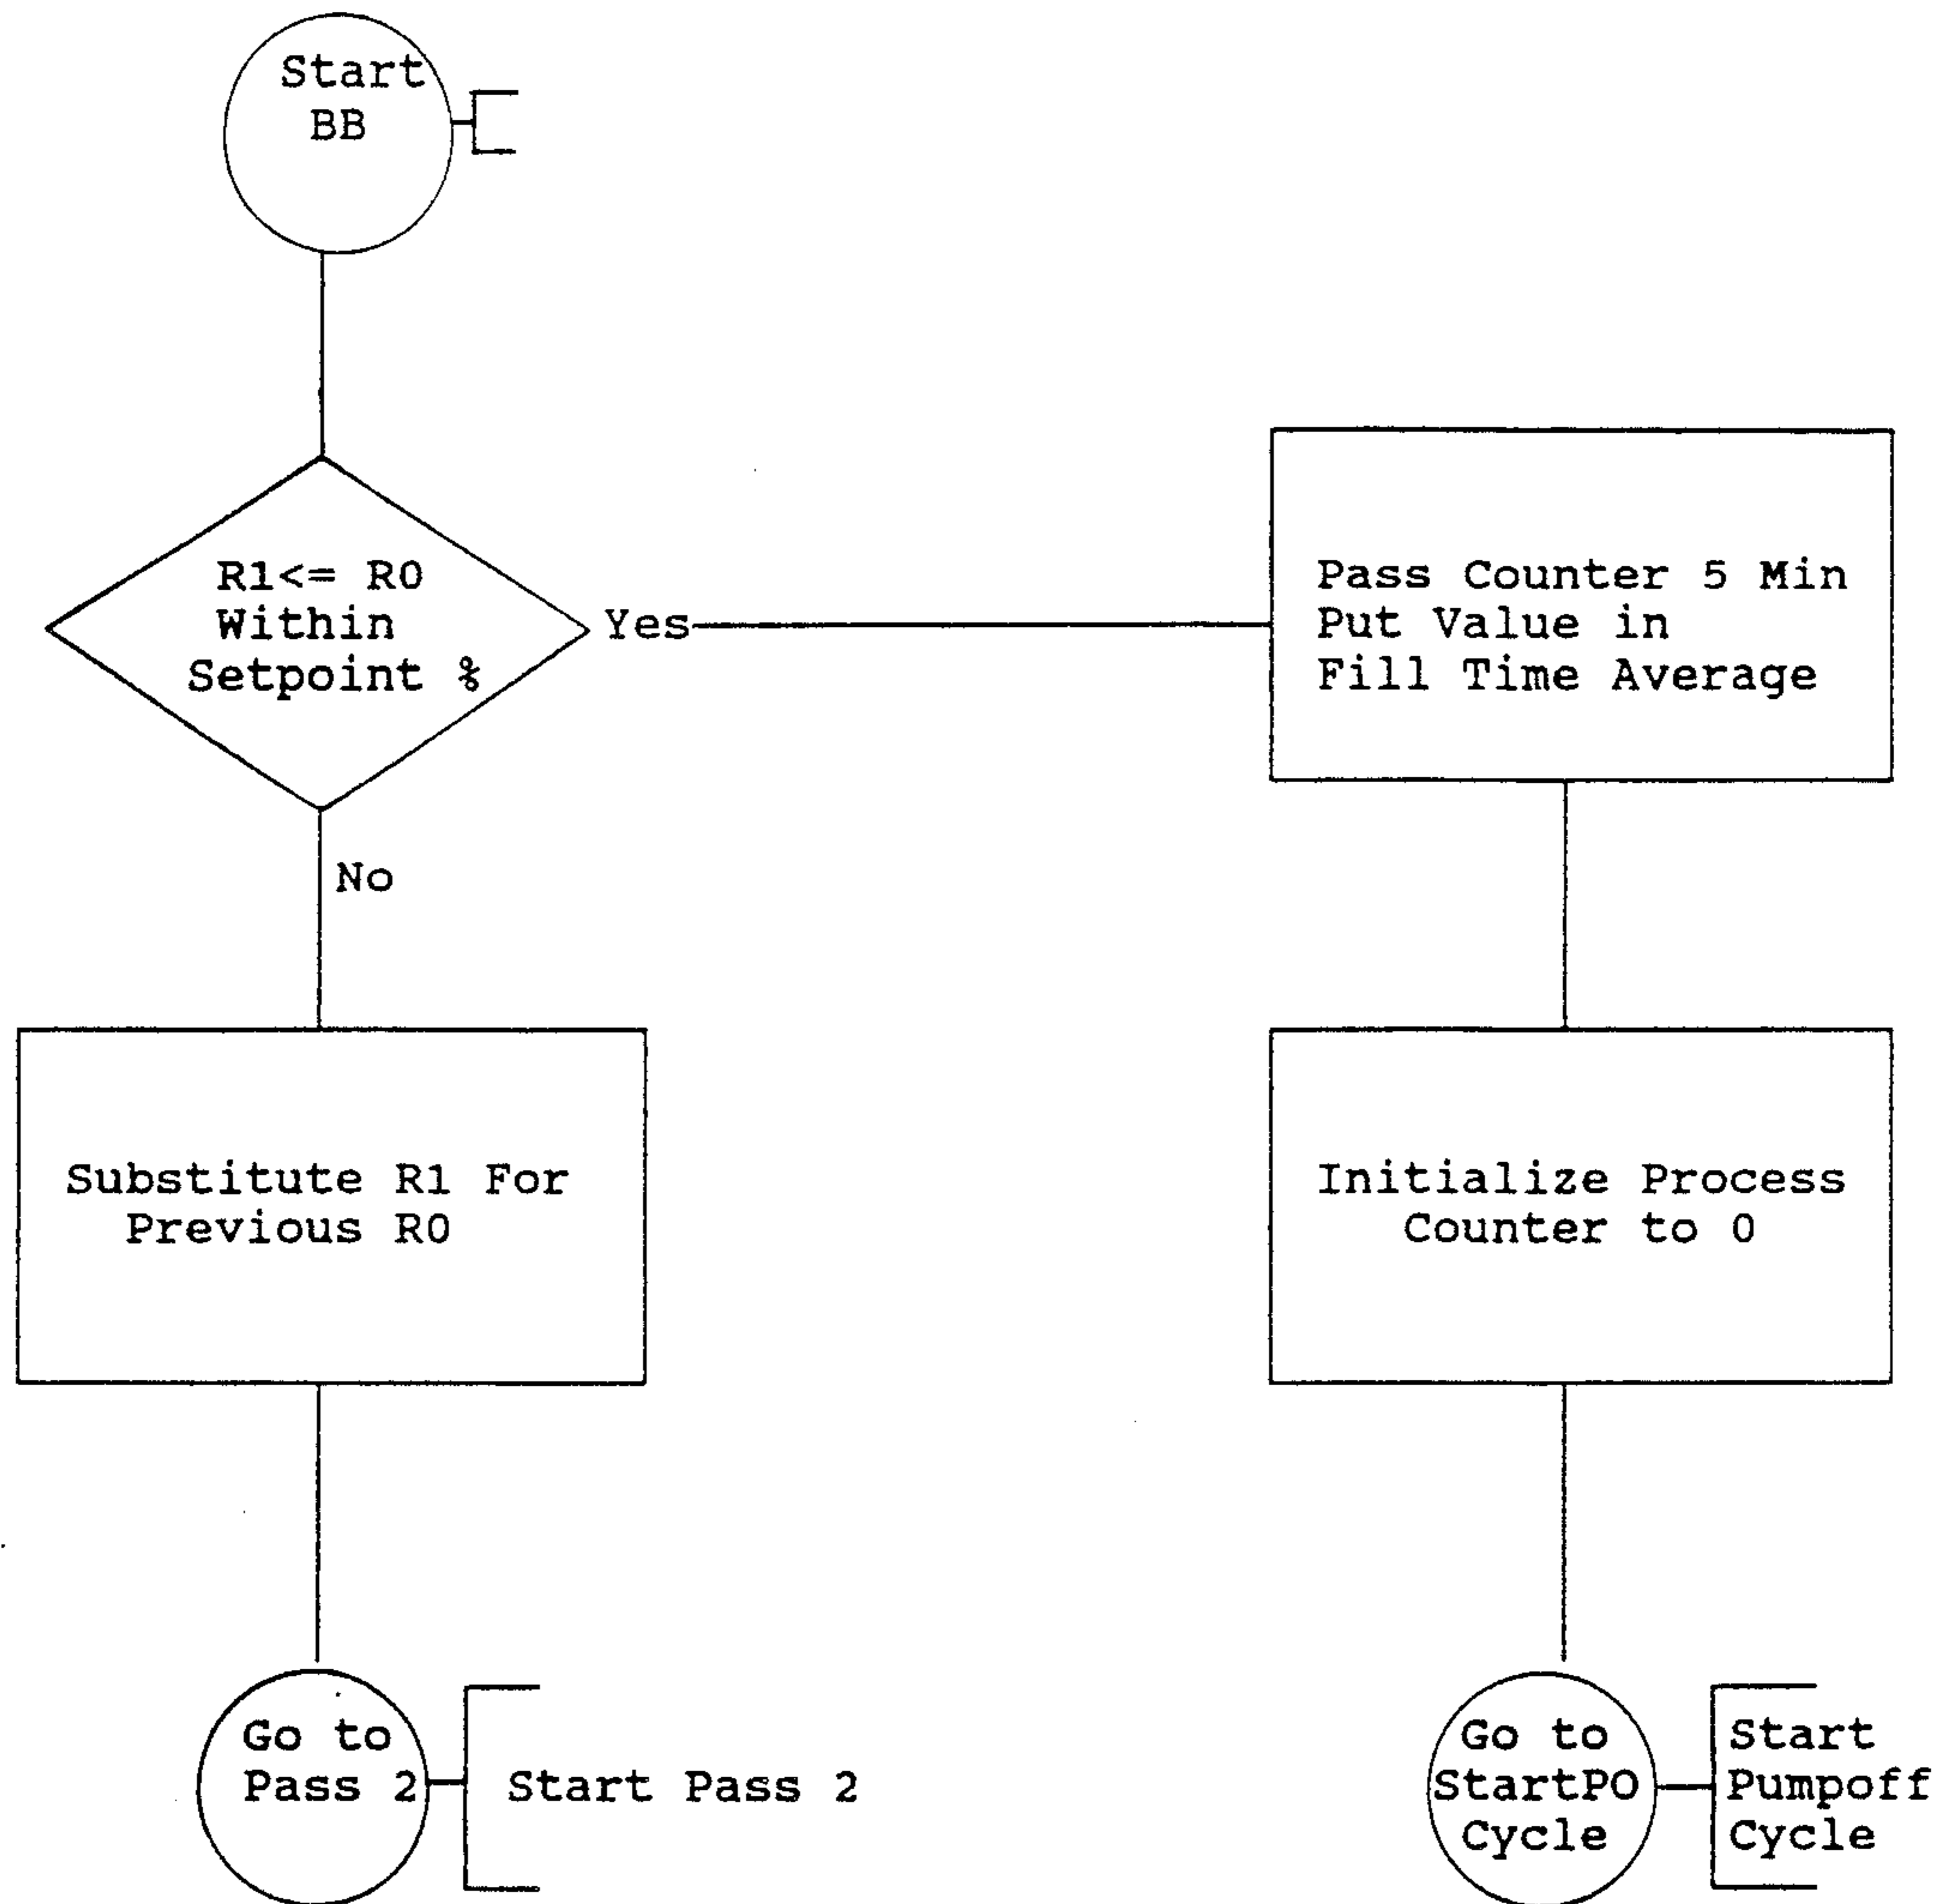 Start
BB
R1<= R0
Within
Setpoint %
Yes
Pass Counter 5 Min
Put Value in
Fill Time Average
No
Substitute R1 For
Previous R0
Initialize Process
Counter to 0
Go to
Pass 2
Start Pass 2
Go to
StartPO
Cycle
Start
Pumpoff
Cycle